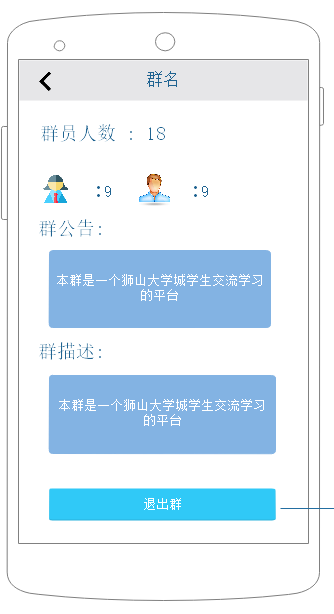 群名
群员人数 : 18
:9 :9
群公告:
本群是一个狮山大学城学生交流学习
的平台
群描述:
本群是一个狮山大学城学生交流学习
的平台
退出群